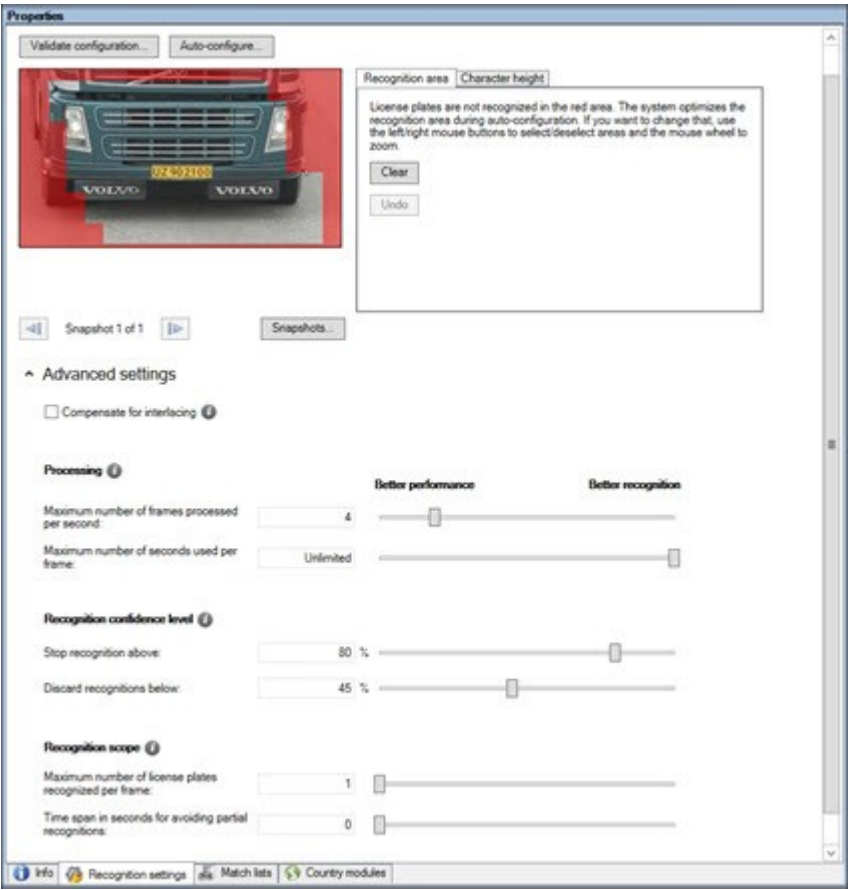 Properties
Validate configuration... Auto-configure...
Recognition area Character height
License plates are not recognized in the red area. The system optimizes the
recognition area during auto-configuration. If you want to change that, use
the left/right mouse buttons to select/deselect areas and the mouse wheel to
zoom.
Clear
Undo
UZ 90 2100
VOLVO VOLVO
Snapshot 1 of 1 Snapshots...
Advanced settings
Compensate for interlacing
Processing
Better performance Better recognition
Maximum number of frames processed
per second: 4
Maximum number of seconds used per
frame: Unlimited
Recognition confidence level
Stop recognition above: 80 %
Discard recognitions below: 45 %
Recognition scope
Maximum number of license plates
recognized per frame: 1
Time span in seconds for avoiding partial
recognitions: 0
Info Recognition settings Match lists Country modules